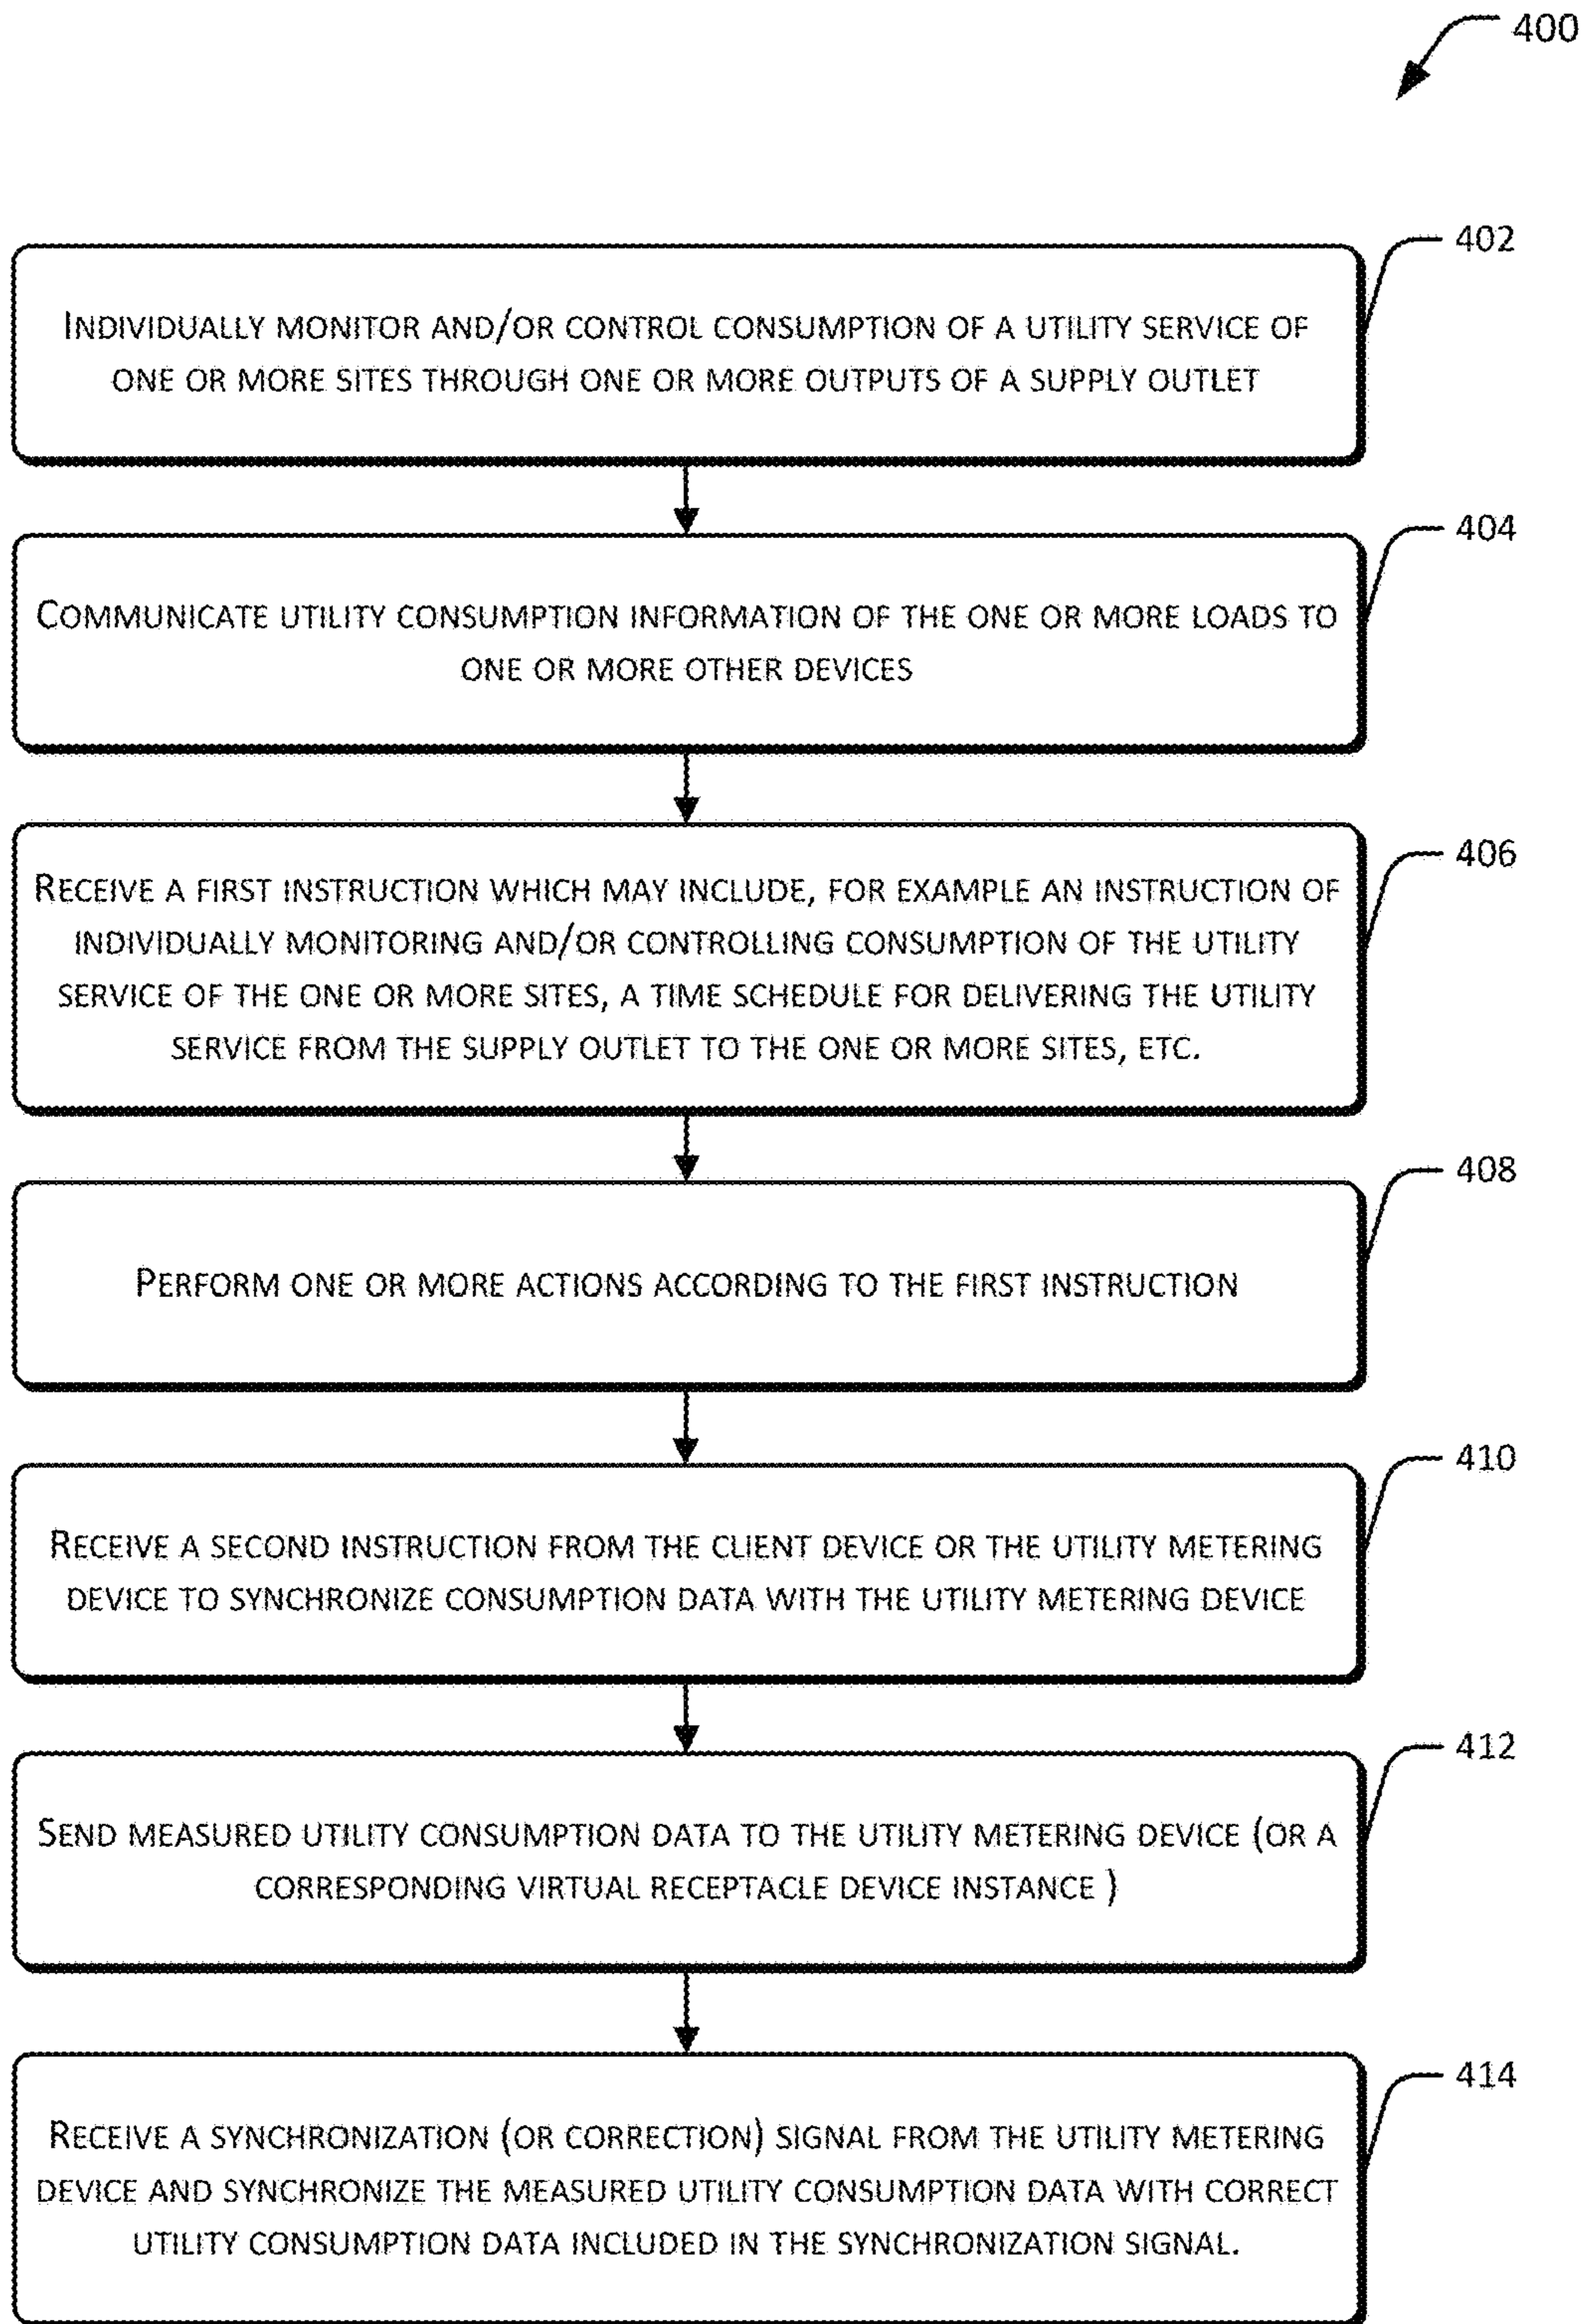 400
402
INDIVIDUALLY MONITOR AND/OR CONTROL CONSUMPTION OF A UTILITY SERVICE OF
ONE OR MORE SITES THROUGH ONE OR MORE OUTPUTS OF A SUPPLY OUTLET
404
COMMUNICATE UTILITY CONSUMPTION INFORMATION OF THE ONE OR MORE LOADS TO
ONE OR MORE OTHER DEVICES
406
RECEIVE A FIRST INSTRUCTION WHICH MAY INCLUDE, FOR EXAMPLE AN INSTRUCTION OF
INDIVIDUALLY MONITORING AND/OR CONTROLLING CONSUMPTION OF THE UTILITY
SERVICE OF THE ONE OR MORE SITES, A TIME SCHEDULE FOR DELIVERING THE UTILITY
SERVICE FROM THE SUPPLY OUTLET TO THE ONE OR MORE SITES, ETC.
408
PERFORM ONE OR MORE ACTIONS ACCORDING TO THE FIRST INSTRUCTION
410
RECEIVE A SECOND INSTRUCTION FROM THE CLIENT DEVICE OR THE UTILITY METERING
DEVICE TO SYNCHRONIZE CONSUMPTION DATA WITH THE UTILITY METERING DEVICE
412
SEND MEASURED UTILITY CONSUMPTION DATA TO THE UTILITY METERING DEVICE (OR A
CORRESPONDING VIRTUAL RECEPTACLE DEVICE INSTANCE )
414
RECEIVE A SYNCHRONIZATION (OR CORRECTION) SIGNAL FROM THE UTILITY METERING
DEVICE AND SYNCHRONIZE THE MEASURED UTILITY CONSUMPTION DATA WITH CORRECT
UTILITY CONSUMPTION DATA INCLUDED IN THE SYNCHRONIZATION SIGNAL.